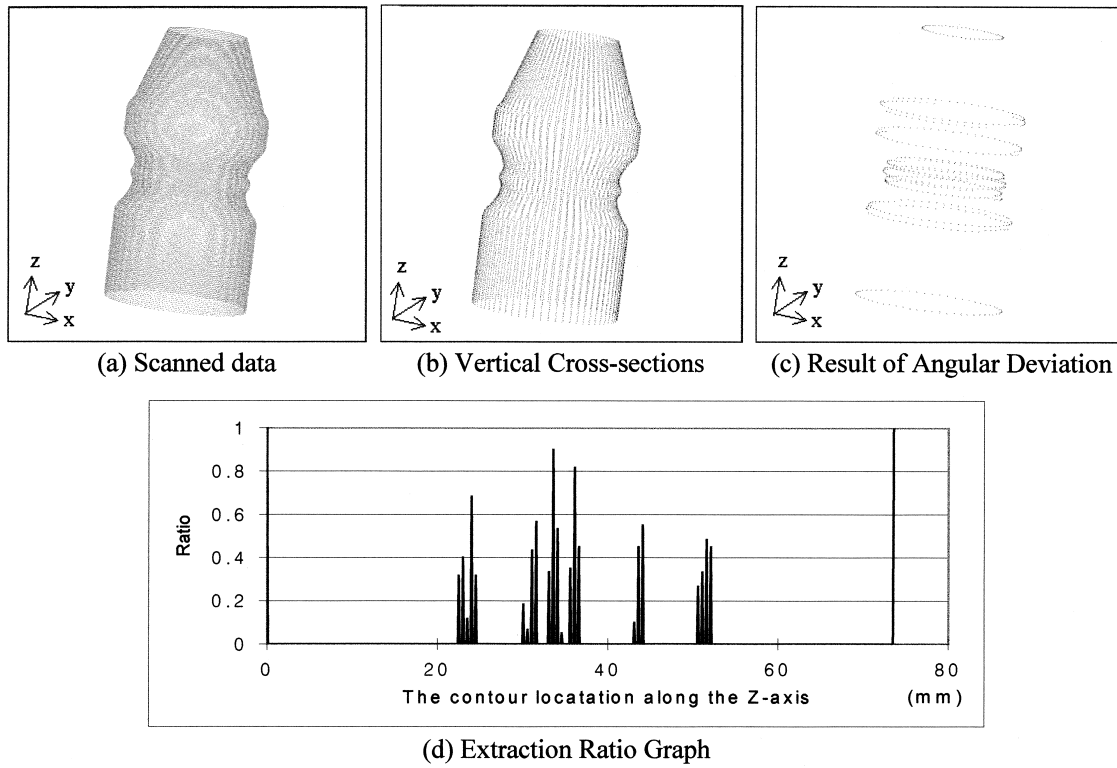 z
y
x
z
y
x
z
y
x
(a) Scanned data
(b) Vertical Cross-sections
(c) Result of Angular Deviation
1
0.8
0.6
0.4
0.2
0
Ratio
0
20
40
60
80
The contour locatation along the Z-axis
(mm)
(d) Extraction Ratio Graph